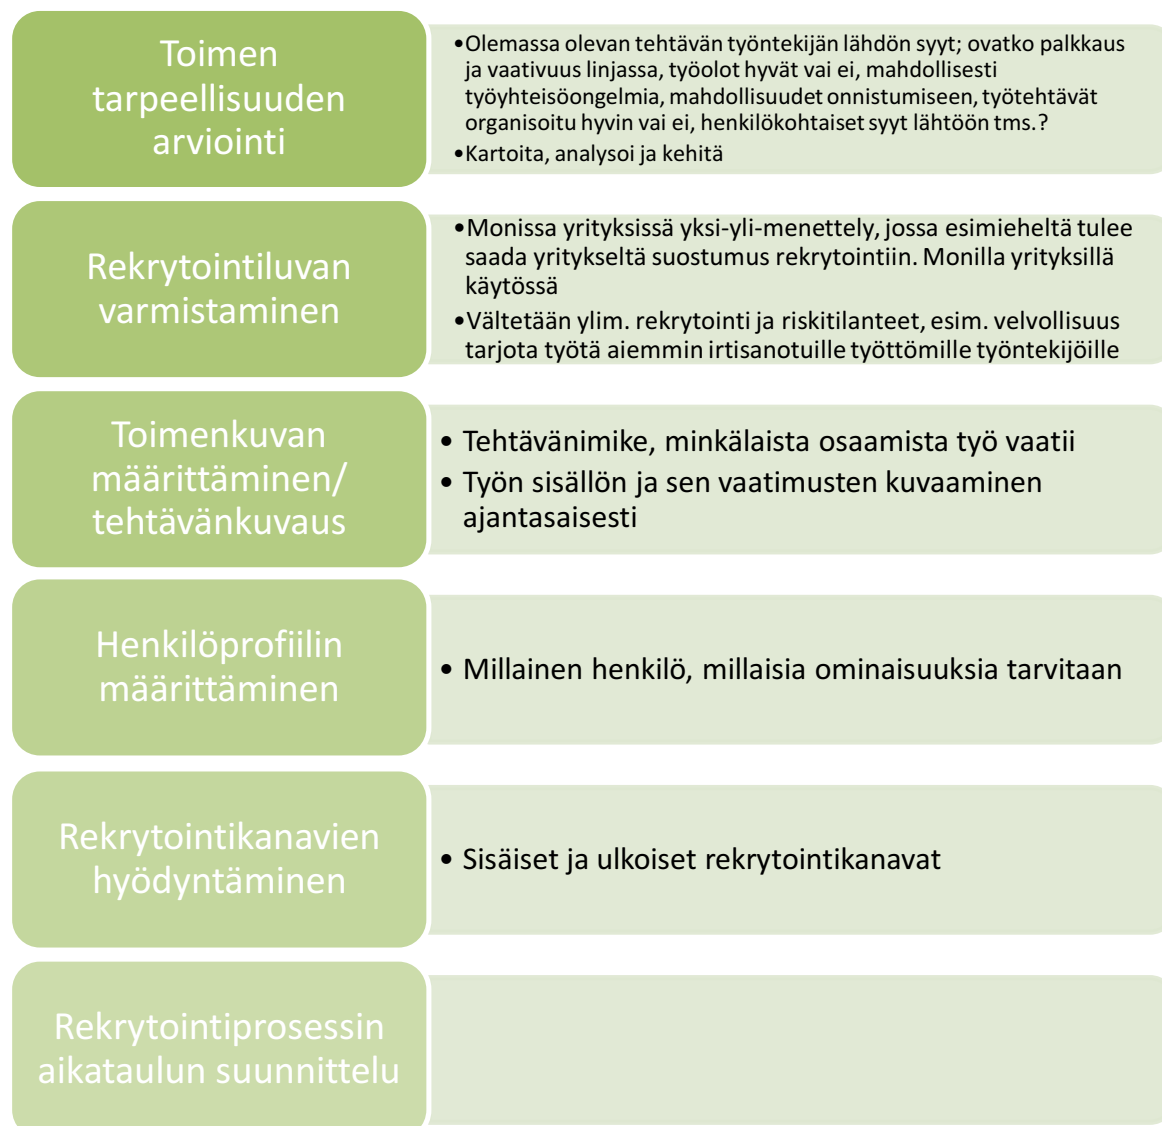 Toimen
tarpeellisuuden
arviointi
•Olemassa olevan tehtävän työntekijän lähdön syyt; ovatko palkkaus
ja vaativuus linjassa, työolot hyvät vai ei, mahdollisesti
työyhteisöongelmia, mahdollisuudet onnistumiseen, työtehtävät
organisoitu hyvin vai ei, henkilökohtaiset syyt lähtöön tms.?
•Kartoita, analysoi ja kehitä
Rekrytointiluvan
varmistaminen
•Monissa yrityksissä yksi-yli-menettely, jossa esimieheltä tulee
saada yritykseltä suostumus rekrytointiin. Monilla yrityksillä
käytössä
•Vältetään ylim. rekrytointi ja riskitilanteet, esim. velvollisuus
tarjota työtä aiemmin irtisanotuille työttömille työntekijöille
Toimenkuvan
määrittäminen/
tehtävänkuvaus
• Tehtävänimike, minkälaista osaamista työ vaatii
• Työn sisällön ja sen vaatimusten kuvaaminen
ajantasaisesti
Henkilöprofiilin
määrittäminen
• Millainen henkilö, millaisia ominaisuuksia tarvitaan
Rekrytointikanavien
hyödyntäminen
• Sisäiset ja ulkoiset rekrytointikanavat
Rekrytointiprosessin
aikataulun suunnittelu